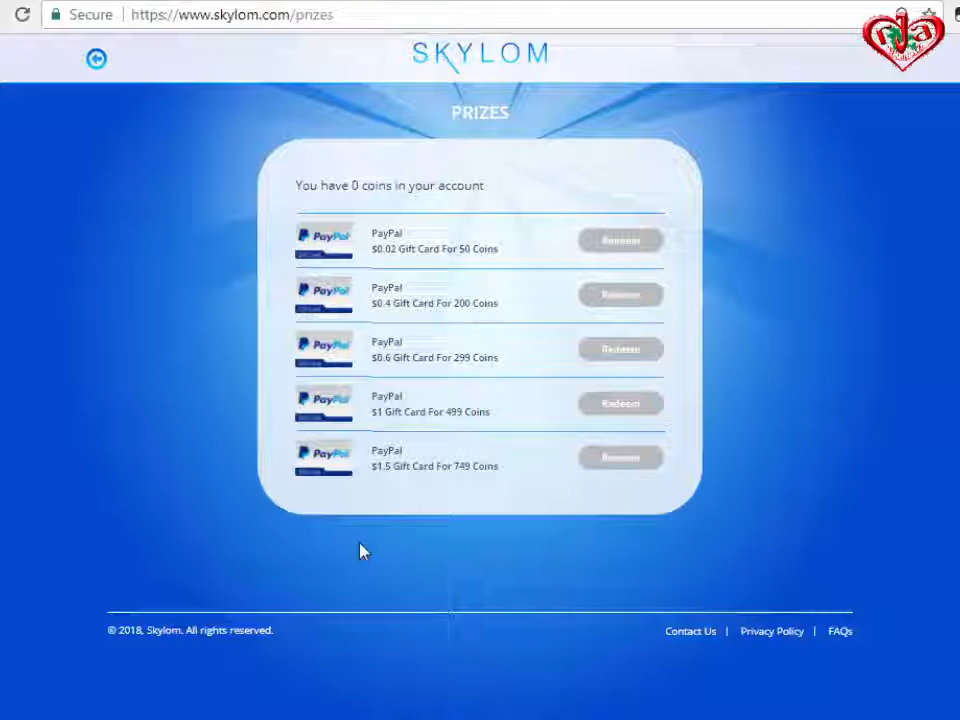 Secure
https://www.skylom.com/prizes
SKYLOM
PRIZES
You have 0 coins in your account
PayPal
PayPal
$0.02 Gift Card For 50 Coins
Redeem
PayPal
PayPal
$0.4 Gift Card For 200 Coins
Redeem
PayPal
PayPal
$0.6 Gift Card For 299 Coins
Redeem
PayPal
PayPal
$1 Gift Card For 499 Coins
Redeem
PayPal
PayPal
$1.5 Gift Card For 749 Coins
Redeem
© 2018, Skylom. All rights reserved.
Contact Us | Privacy Policy | FAQs